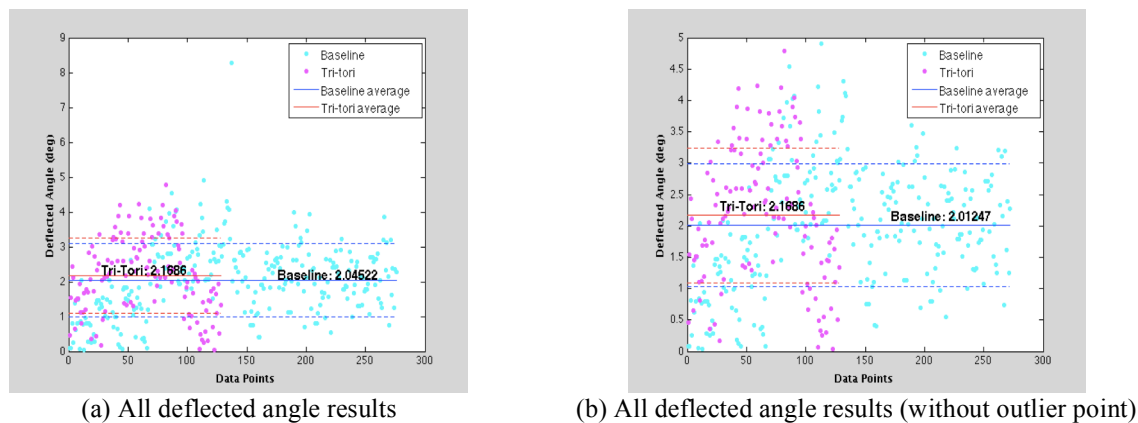 9
8
7
6
5
4
3
2
1
0
Deflected Angle (deg)
Baseline
Tri-tori
Baseline average
Tri-tori average
Tri-Tori: 2.1686
Baseline: 2.04522
0 50 100 150 200 250 300
Data Points
(a) All deflected angle results
5
4.5
4
3.5
3
2.5
2
1.5
1
0.5
0
Deflected Angle (deg)
Baseline
Tri-tori
Baseline average
Tri-tori average
Tri-Tori: 2.1686
Baseline: 2.01247
0 50 100 150 200 250 300
Data Points
(b) All deflected angle results (without outlier point)